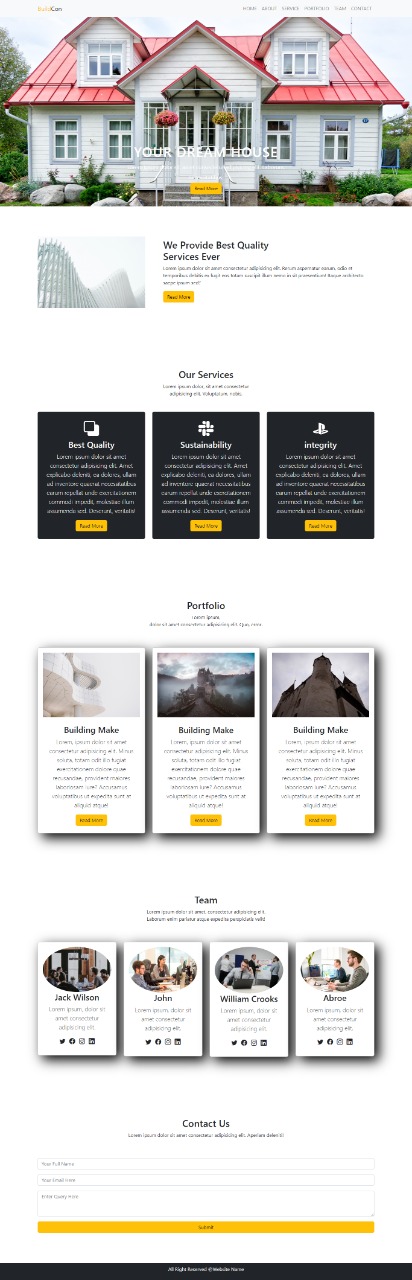 BuildCon
HOME ABOUT SERVICE PORTFOLIO TEAM CONTACT
YOUR DREAM HOUSE
Read More
We Provide Best Quality
Services Ever
Lorem ipsum dolor sit amet consectetur adipisicing elit. Rerum aspernatur earum, odio et
temporibus debitis ex fugit eos totam suscipit illum nemo in sit praesentium! Itaque architecto
saepe ipsam sed!
Read More
Our Services
Lorem ipsum dolor, sit amet consectetur
adipisicing elit. Voluptatum, nobis.
Best Quality
Lorem ipsum dolor sit amet
consectetur adipisicing elit. Amet
explicabo deleniti, ea dolores, ullam
ad inventore quaerat necessitatibus
earum repellat unde exercitationem
commodi impedit, molestias illum
assumenda sed. Deserunt, veritatis!
Read More
Sustainability
Lorem ipsum dolor sit amet
consectetur adipisicing elit. Amet
explicabo deleniti, ea dolores, ullam
ad inventore quaerat necessitatibus
earum repellat unde exercitationem
commodi impedit, molestias illum
assumenda sed. Deserunt, veritatis!
Read More
integrity
Lorem ipsum dolor sit amet
consectetur adipisicing elit. Amet
explicabo deleniti, ea dolores, ullam
ad inventore quaerat necessitatibus
earum repellat unde exercitationem
commodi impedit, molestias illum
assumenda sed. Deserunt, veritatis!
Read More
Portfolio
Lorem ipsum,
dolor sit amet consectetur adipisicing elit. Quo, rem.
Building Make
Lorem, ipsum dolor sit amet
consectetur adipisicing elit. Minus
soluta, totam odit illo fugiat
exercitationem dolore quae
recusandae, provident maiores
laboriosam iure? Accusamus
voluptatibus ut expedita sunt at
aliquid atque!
Read More
Building Make
Lorem, ipsum dolor sit amet
consectetur adipisicing elit. Minus
soluta, totam odit illo fugiat
exercitationem dolore quae
recusandae, provident maiores
laboriosam iure? Accusamus
voluptatibus ut expedita sunt at
aliquid atque!
Read More
Building Make
Lorem, ipsum dolor sit amet
consectetur adipisicing elit. Minus
soluta, totam odit illo fugiat
exercitationem dolore quae
recusandae, provident maiores
laboriosam iure? Accusamus
voluptatibus ut expedita sunt at
aliquid atque!
Read More
Team
Lorem ipsum dolor sit amet, consectetur adipisicing elit.
Laborum enim pariatur atque expedita perspiciatis velit!
Jack Wilson
Lorem ipsum, dolor sit
amet consectetur
adipisicing elit.
John
Lorem ipsum, dolor sit
amet consectetur
adipisicing elit.
William Crooks
Lorem ipsum, dolor sit
amet consectetur
adipisicing elit.
Abroe
Lorem ipsum, dolor sit
amet consectetur
adipisicing elit.
Contact Us
Lorem ipsum dolor sit amet consectetur adipisicing elit. Aperiam deleniti!
Your Full Name
Your Email Here
Enter Query Here
Submit
All Right Reserved @Website Name